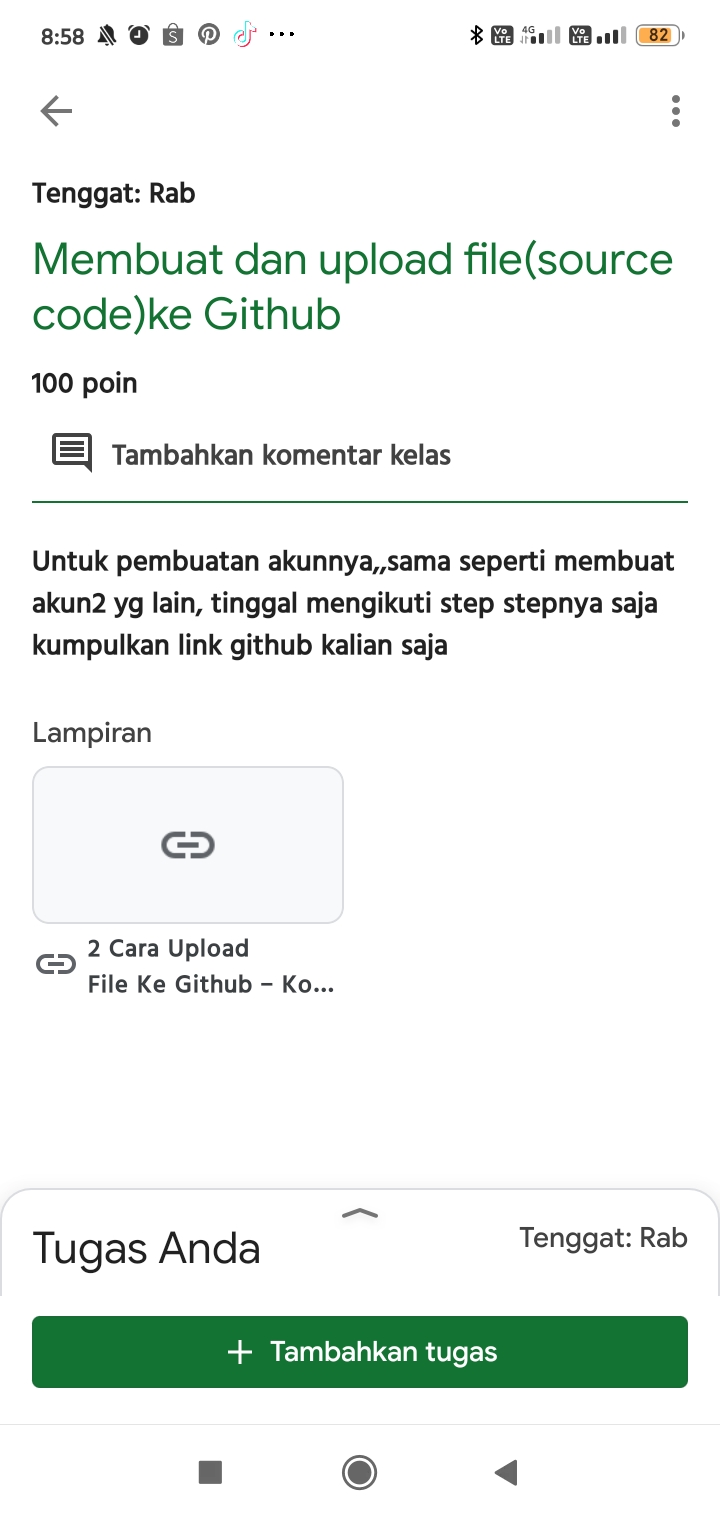 8:58
4G
82
Tenggat: Rab
Membuat dan upload file(source
code)ke Github
100 poin
Tambahkan komentar kelas
Untuk pembuatan akunnya,,sama seperti membuat
akun2 yg lain, tinggal mengikuti step stepnya saja
kumpulkan link github kalian saja
Lampiran
2 Cara Upload
File Ke Github – Ko...
Tugas Anda
Tenggat: Rab
+ Tambahkan tugas